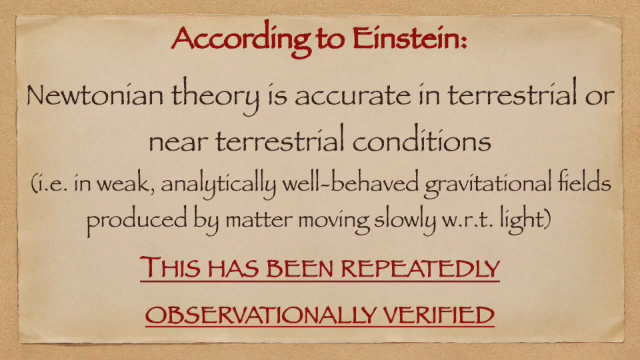 According to Einstein:
Newtonian theory is accurate in terrestrial or
near terrestrial conditions
(i.e. in weak, analytically well-behaved gravitational fields
produced by matter moving slowly w.r.t. light)
THIS HAS BEEN REPEATEDLY
OBSERVATIONALLY VERIFIED